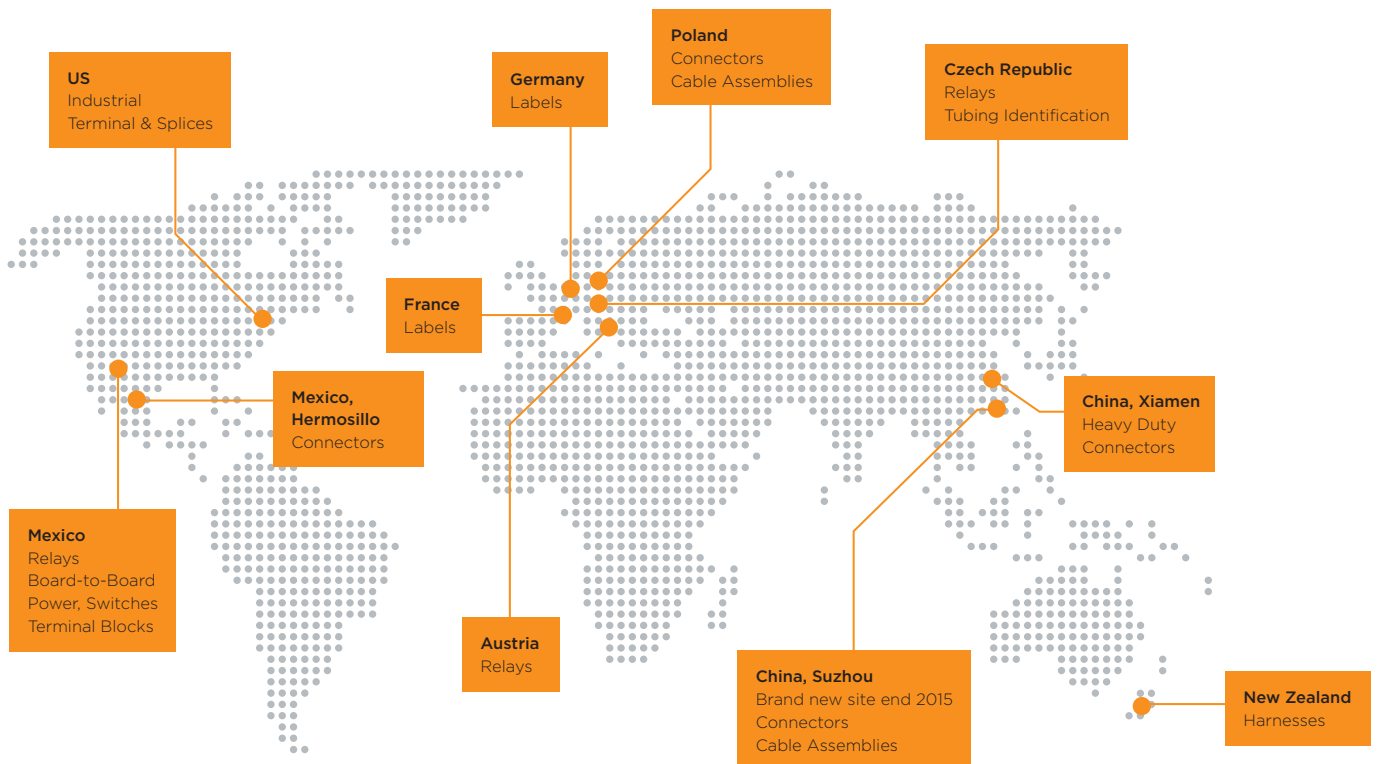 US
Industrial
Terminal & Splices
Germany
Labels
Poland
Connectors
Cable Assemblies
Czech Republic
Relays
Tubing Identification
France
Labels
Mexico,
Hermosillo
Connectors
China, Xiamen
Heavy Duty
Connectors
Mexico
Relays
Board-to-Board
Power, Switches
Terminal Blocks
Austria
Relays
China, Suzhou
Brand new site end 2015
Connectors
Cable Assemblies
New Zealand
Harnesses